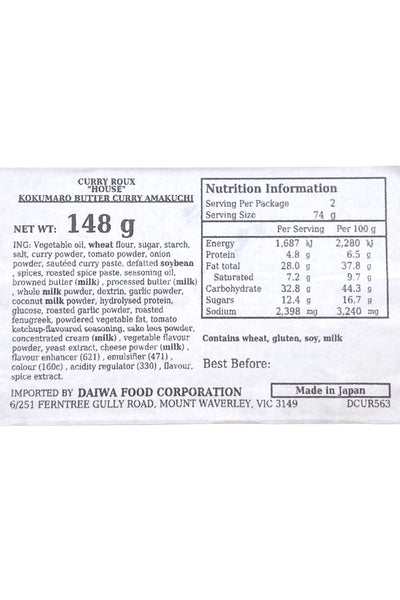 CURRY ROUX
"HOUSE"
KOKUMARO BUTTER CURRY AMAKUCHI
NET WT: 148 g
ING: Vegetable oil, wheat flour, sugar, starch,
salt, curry powder, tomato powder, onion
powder, sautéed onion paste, defatted soybean
, spices, roasted spice paste, seasoning oil,
browned butter (milk) , processed butter (milk)
, whole milk powder, dextrin, garlic powder,
coconut milk powder, hydrolysed protein,
glucose, roasted garlic powder, roasted
fenugreek, powdered vegetable fat, tomato
ketchup-flavoured seasoning, sake lees powder,
concentrated cream (milk) , vegetable flavour
powder, yeast extract, cheese powder (milk) ,
flavour enhancer (621) , emulsifier (471) ,
colour (160c) , acidity regulator (330) , flavour,
spice extract.
Nutrition Information
Serving Per Package 2
Serving Size 74 g
Per Serving Per 100 g
Energy 1,687 kJ 2,280 kJ
Protein 4.8 g 6.5 g
Fat total 28.0 g 37.8 g
Saturated 7.2 g 9.7 g
Carbohydrate 32.8 g 44.3 g
Sugars 12.4 g 16.7 g
Sodium 2,398 mg 3,240 mg
Contains wheat, gluten, soy, milk
Best Before:
IMPORTED BY DAIWA FOOD CORPORATION
Made in Japan
6/251 FERNTREE GULLY ROAD, MOUNT WAVERLEY, VIC 3149
DCUR563